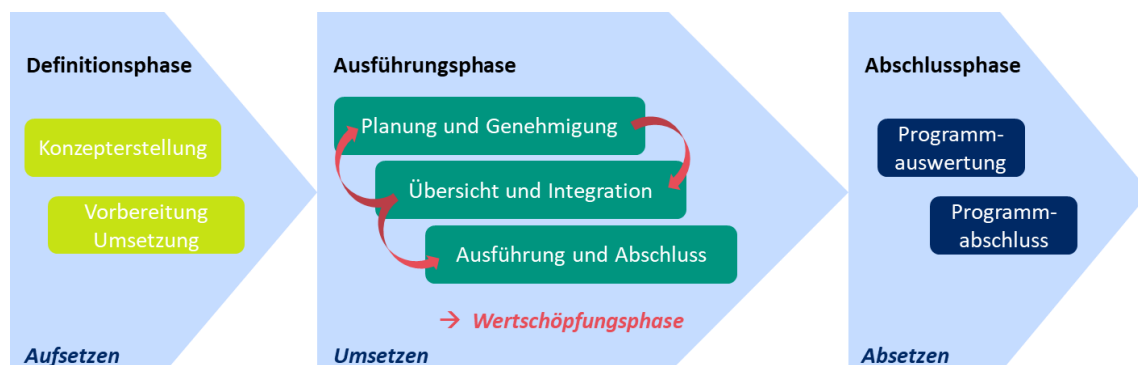 Definitionsphase
Konzepterstellung
Vorbereitung
Umsetzung
Aufsetzen
Ausführungsphase
Planung und Genehmigung
Übersicht und Integration
Ausführung und Abschluss
→ Wertschöpfungsphase
Umsetzen
Abschlussphase
Programm-
auswertung
Programm-
abschluss
Absetzen